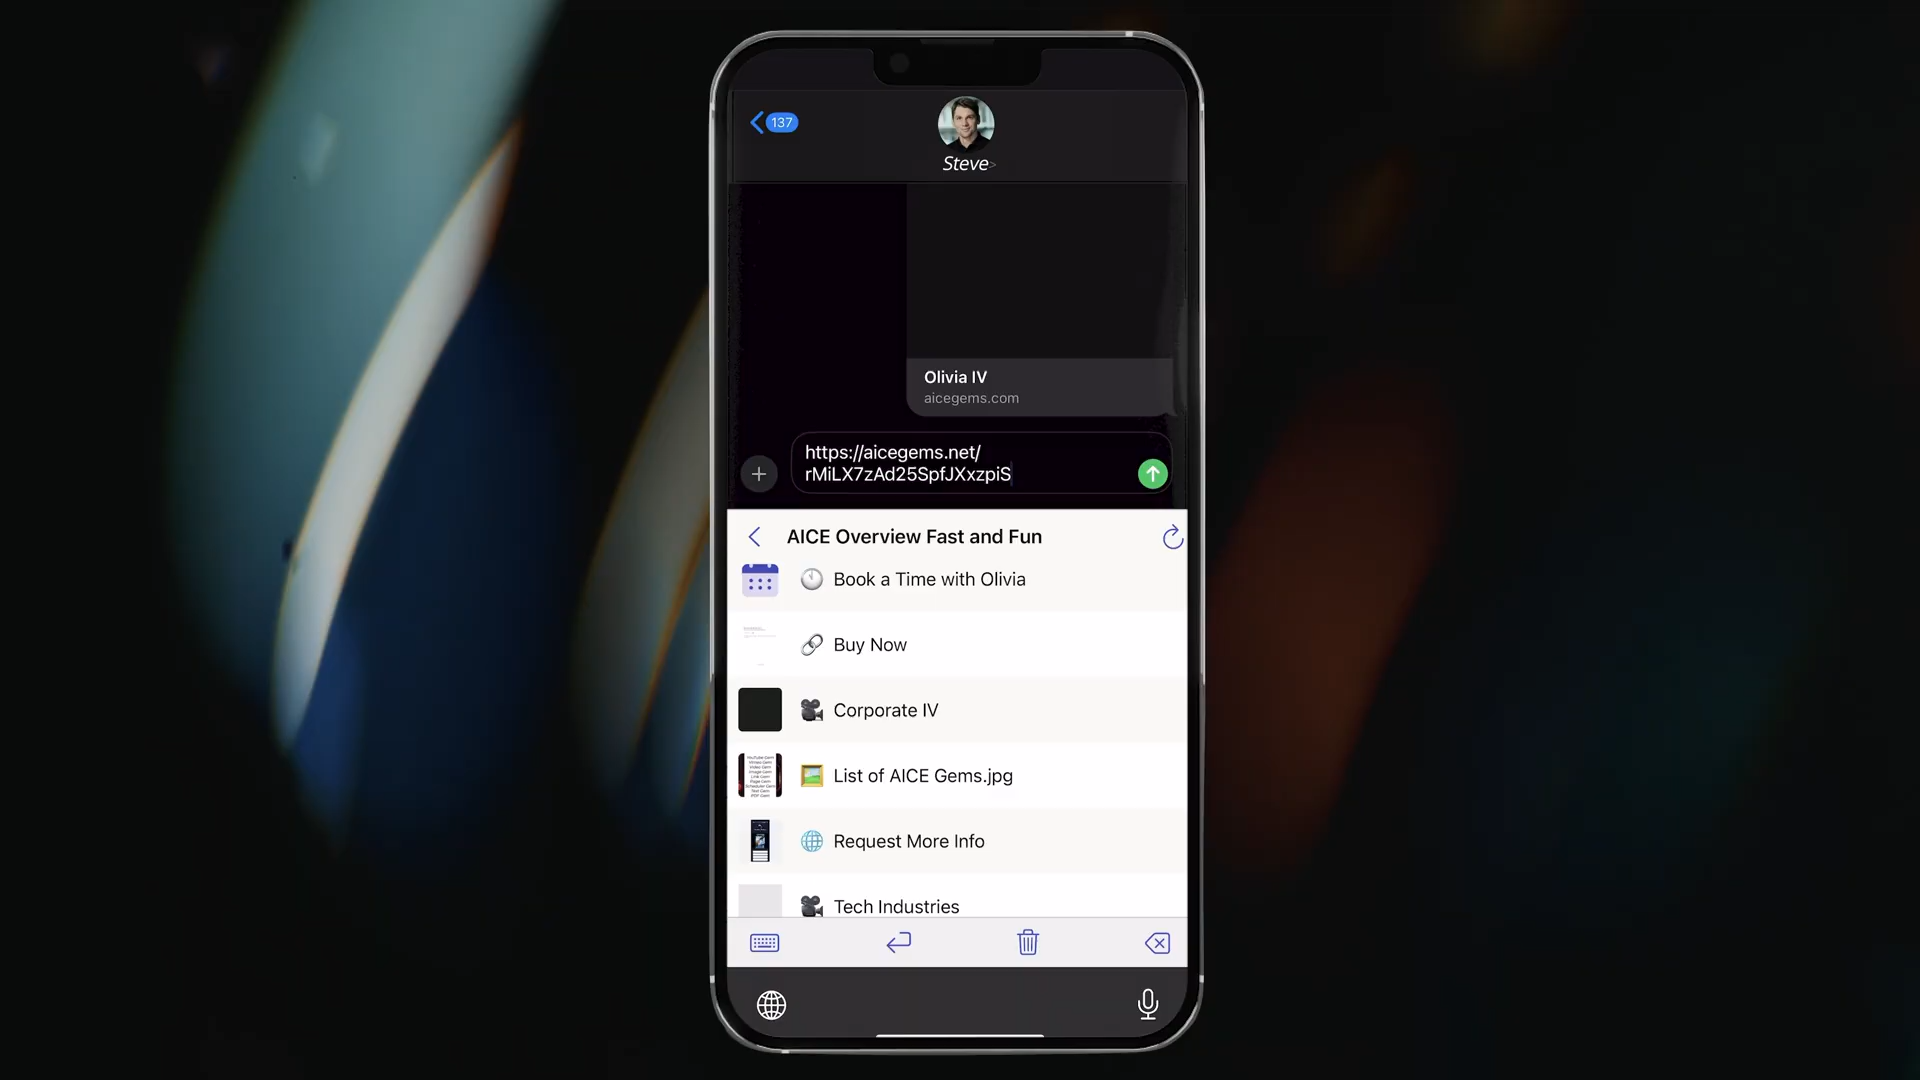 137
Steve>
Olivia IV
aicegems.com
https://aicegems.net/
rMiLX7zAd25SpfJXxzpiS
AICE Overview Fast and Fun
Book a Time with Olivia
Buy Now
Corporate IV
List of AICE Gems.jpg
Request More Info
Tech Industries